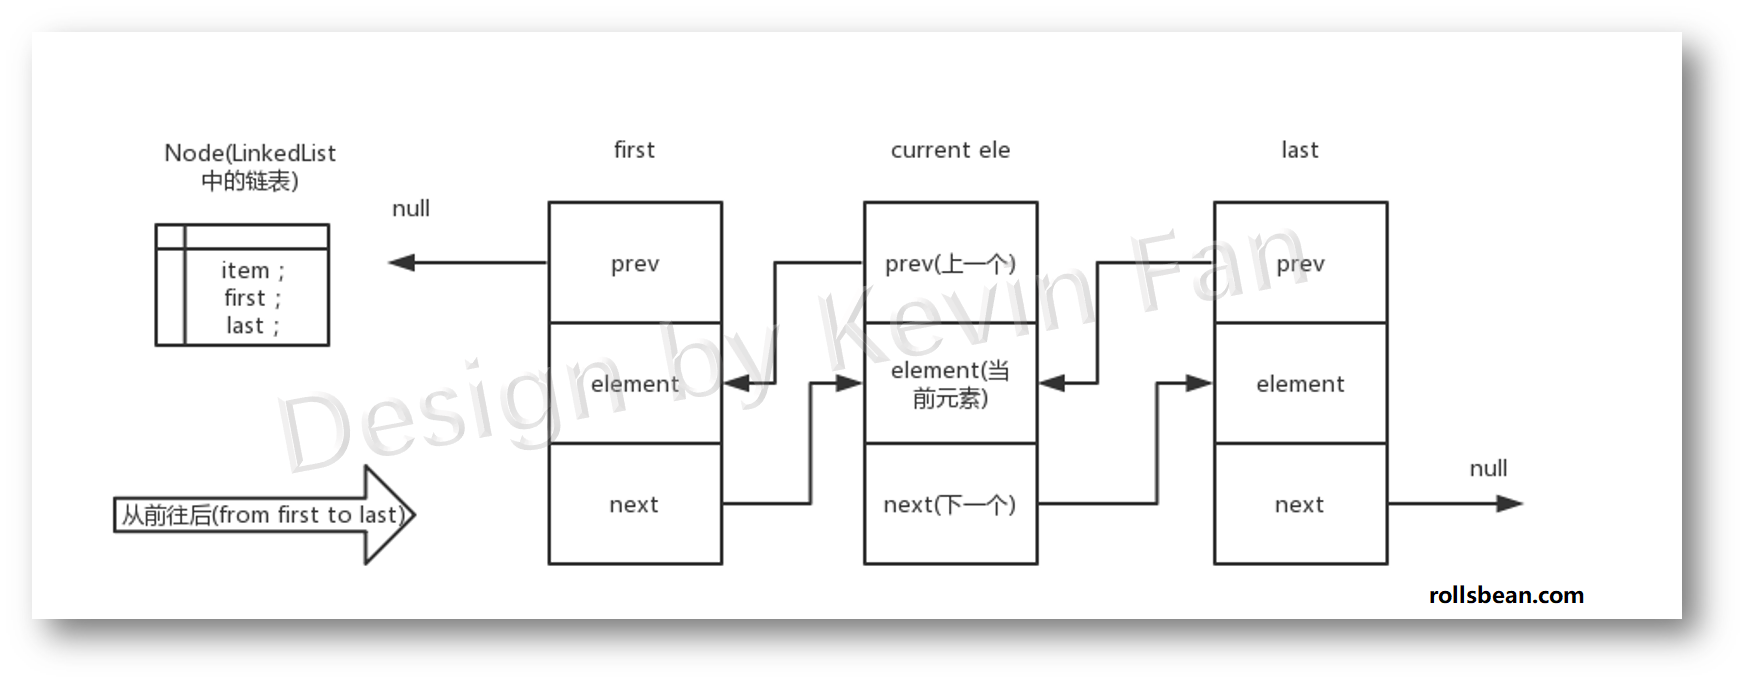 Node(LinkedList
中的链表)
item ;
first ;
last ;
从前往后(from first to last)
null
first
prev
element
next
current ele
prev(上一个)
element(当
前元素)
next(下一个)
last
prev
element
next
null
Design by Kevin Fan
rollsbean.com